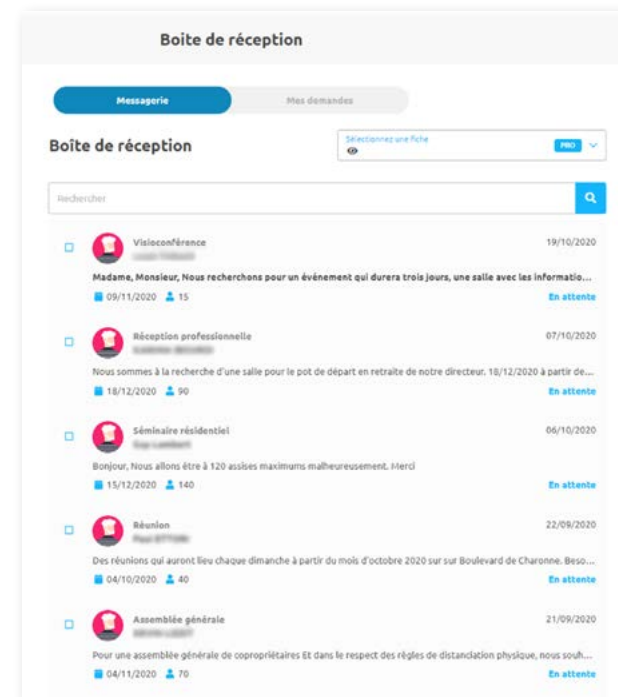 Boite de réception
Messagerie Mes demandes
Boîte de réception
Sélectionnez une fiche
PRO
Rechercher
Visioconférence 19/10/2020
Madame, Monsieur, Nous recherchons pour un événement qui durera trois jours, une salle avec les informatio...
09/11/2020 15 En attente
Réception professionnelle 07/10/2020
Nous sommes à la recherche d'une salle pour le pot de départ en retraite de notre directeur. 18/12/2020 à partir de...
18/12/2020 90 En attente
Séminaire résidentiel 06/10/2020
Bonjour, Nous allons être à 120 assises maximums malheureusement. Merci
15/12/2020 140 En attente
Réunion 22/09/2020
Des réunions qui auront lieu chaque dimanche à partir du mois d'octobre 2020 sur sur Boulevard de Charonne. Beso...
04/10/2020 40 En attente
Assemblée générale 21/09/2020
Pour une assemblée générale de copropriétaires Et dans le respect des règles de distanciation physique, nous souh...
04/11/2020 70 En attente